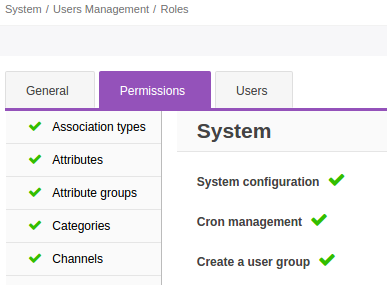 System / Users Management / Roles
General
Permissions
Users
Association types
Attributes
Attribute groups
Categories
Channels
System
System configuration
Cron management
Create a user group